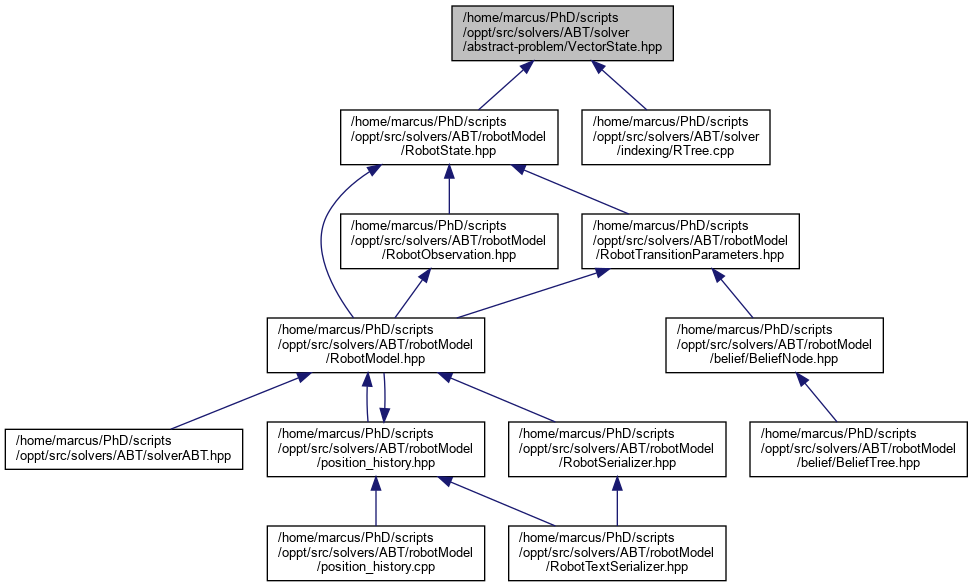 /home/marcus/PhD/scripts
/oppt/src/solvers/ABT/solver
/abstract-problem/VectorState.hpp
/home/marcus/PhD/scripts
/oppt/src/solvers/ABT/robotModel
/RobotState.hpp
/home/marcus/PhD/scripts
/oppt/src/solvers/ABT/solver
/indexing/RTree.cpp
/home/marcus/PhD/scripts
/oppt/src/solvers/ABT/robotModel
/RobotObservation.hpp
/home/marcus/PhD/scripts
/oppt/src/solvers/ABT/robotModel
/RobotTransitionParameters.hpp
/home/marcus/PhD/scripts
/oppt/src/solvers/ABT/robotModel
/RobotModel.hpp
/home/marcus/PhD/scripts
/oppt/src/solvers/ABT/robotModel
/belief/BeliefNode.hpp
/home/marcus/PhD/scripts
/oppt/src/solvers/ABT/solverABT.hpp
/home/marcus/PhD/scripts
/oppt/src/solvers/ABT/robotModel
/position_history.hpp
/home/marcus/PhD/scripts
/oppt/src/solvers/ABT/robotModel
/RobotSerializer.hpp
/home/marcus/PhD/scripts
/oppt/src/solvers/ABT/robotModel
/belief/BeliefTree.hpp
/home/marcus/PhD/scripts
/oppt/src/solvers/ABT/robotModel
/position_history.cpp
/home/marcus/PhD/scripts
/oppt/src/solvers/ABT/robotModel
/RobotTextSerializer.hpp